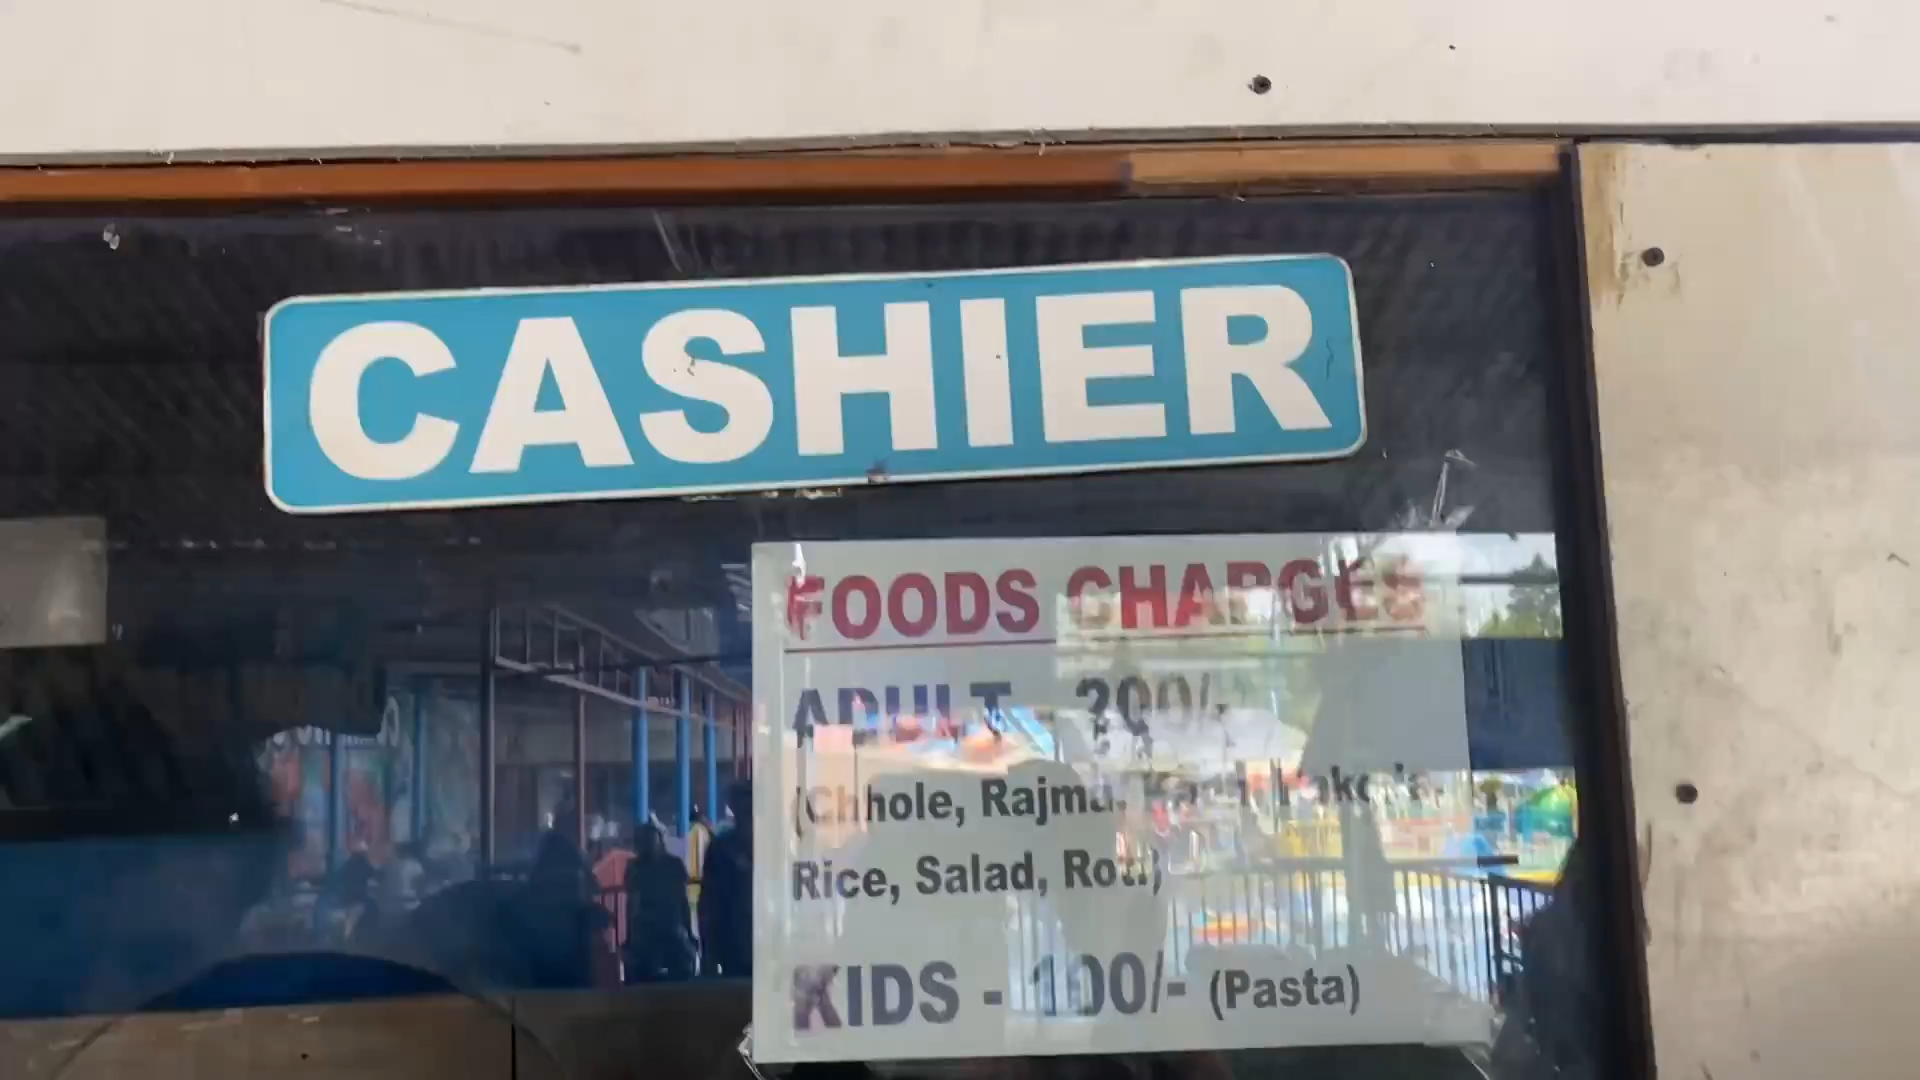 CASHIER
FOODS CHARGES
ADULT - 200/-
(Chhole, Rajma,
Rice, Salad, Roti)
KIDS - 100/- (Pasta)